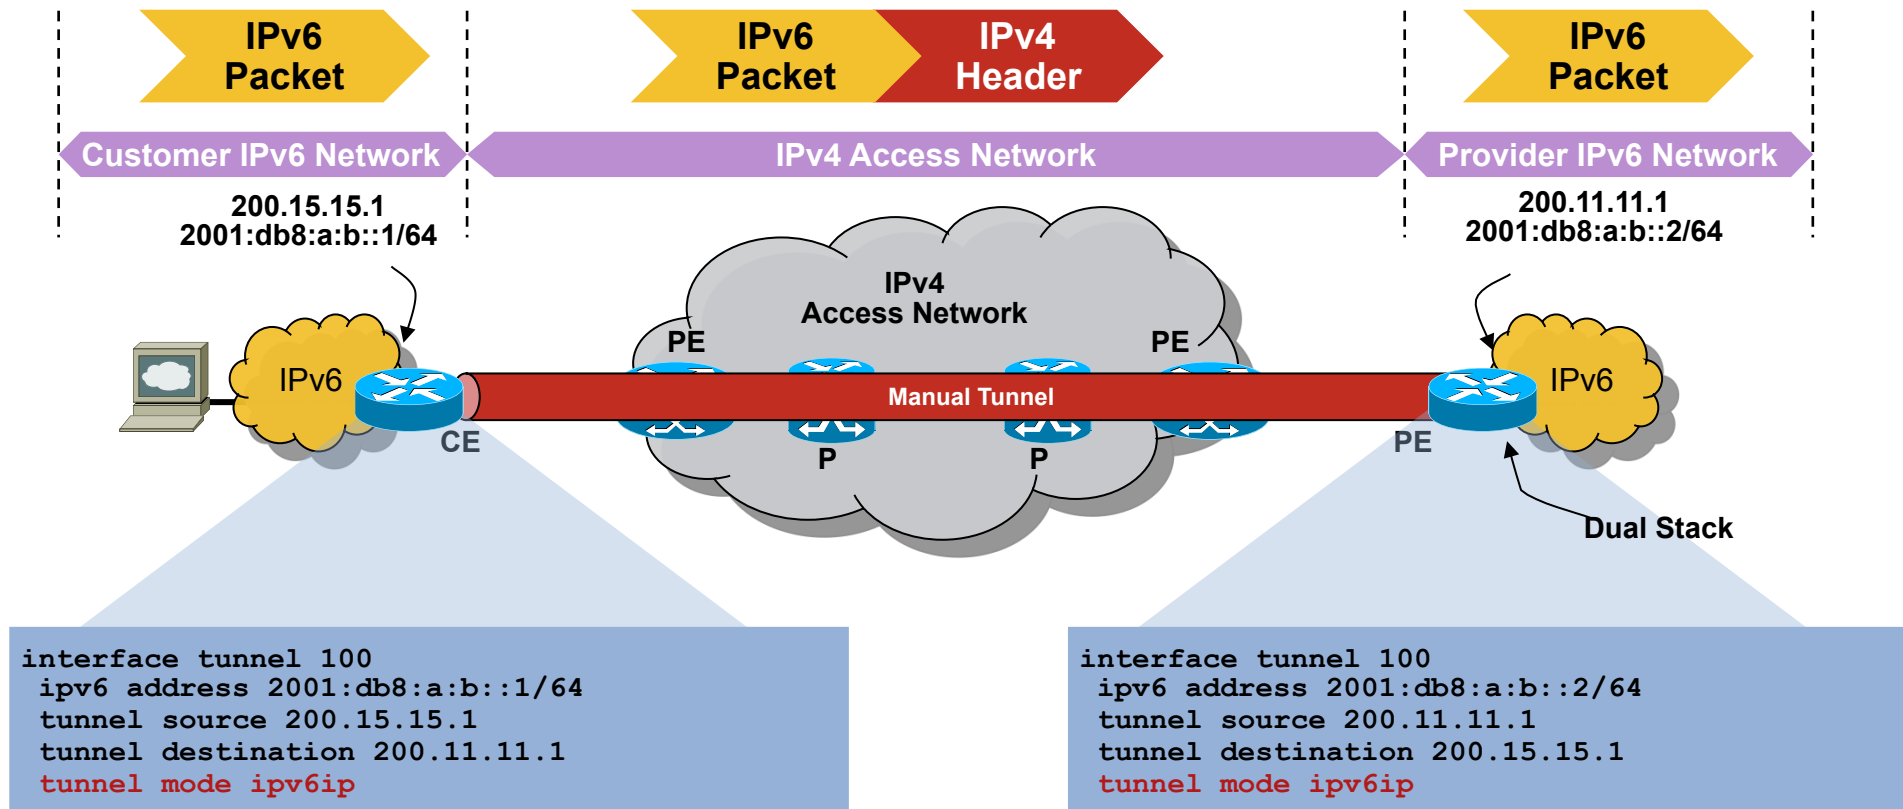 IPv6
Packet
IPv6
Packet
IPv4
Header
IPv6
Packet
Customer IPv6 Network
IPv4 Access Network
Provider IPv6 Network
200.15.15.1
2001:db8:a:b::1/64
200.11.11.1
2001:db8:a:b::2/64
IPv4
Access Network
PE
PE
IPv6
Manual Tunnel
IPv6
CE
P
P
PE
Dual Stack
interface tunnel 100
ipv6 address 2001:db8:a:b::1/64
tunnel source 200.15.15.1
tunnel destination 200.11.11.1
tunnel mode ipv6ip
interface tunnel 100
ipv6 address 2001:db8:a:b::2/64
tunnel source 200.11.11.1
tunnel destination 200.15.15.1
tunnel mode ipv6ip